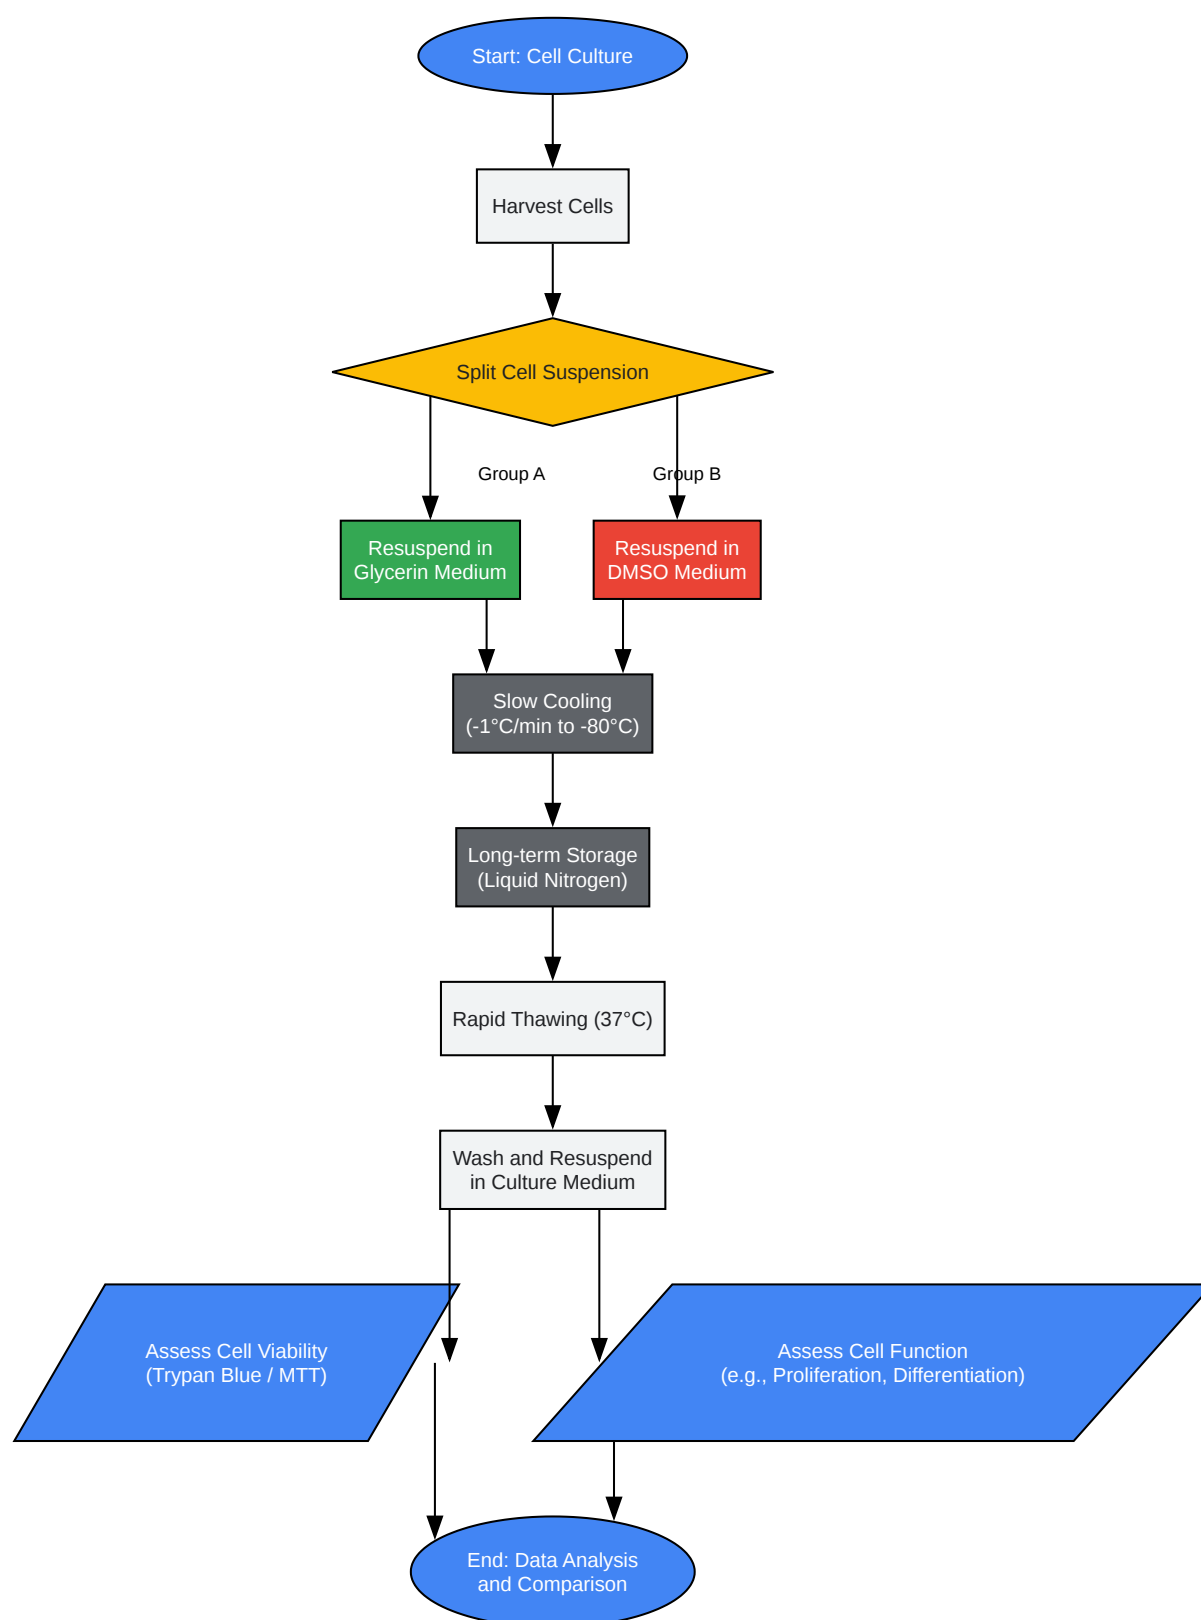 Start: Cell Culture
Harvest Cells
Split Cell Suspension
Group A
Group B
Resuspend in
Glycerin Medium
Resuspend in
DMSO Medium
Slow Cooling
(-1°C/min to -80°C)
Long-term Storage
(Liquid Nitrogen)
Rapid Thawing (37°C)
Wash and Resuspend
in Culture Medium
Assess Cell Viability
(Trypan Blue / MTT)
Assess Cell Function
(e.g., Proliferation, Differentiation)
End: Data Analysis
and Comparison